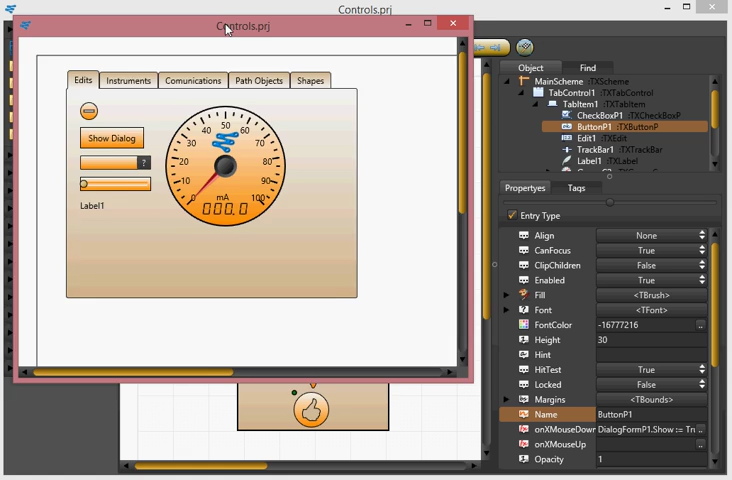 Controls.prj
Controls.prj
Edits
Instruments
Comunications
Path Objects
Shapes
Show Dialog
?
Label1
0
10
20
30
40
50
60
70
80
90
100
mA
000.0
Object
Find
MainScheme :TXScheme
TabControl1 :TXTabControl
TabItem1 :TXTabItem
CheckBoxP1 :TXCheckBoxP
ButtonP1 :TXButtonP
Edit1 :TXEdit
TrackBar1 :TXTrackBar
Label1 :TXLabel
Propertyes
Tags
Entry Type
Align None
CanFocus True
ClipChildren False
Enabled True
Fill <TBrush>
? Font <TFont>
FontColor -16777216 ..
Height 30
Hint
HitTest True
Locked False
Margins <TBounds>
Name ButtonP1
onXMouseDown DialogFormP1.Show := Tr ..
onXMouseUp ..
Opacity 1